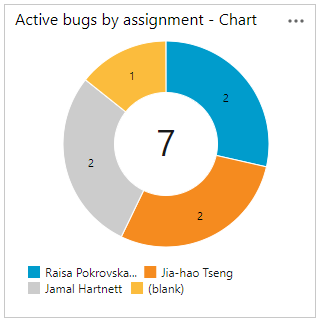 Active bugs by assignment - Chart ...
1
2
7
2
2
Raisa Pokrovska... Jia-hao Tseng
Jamal Hartnett (blank)